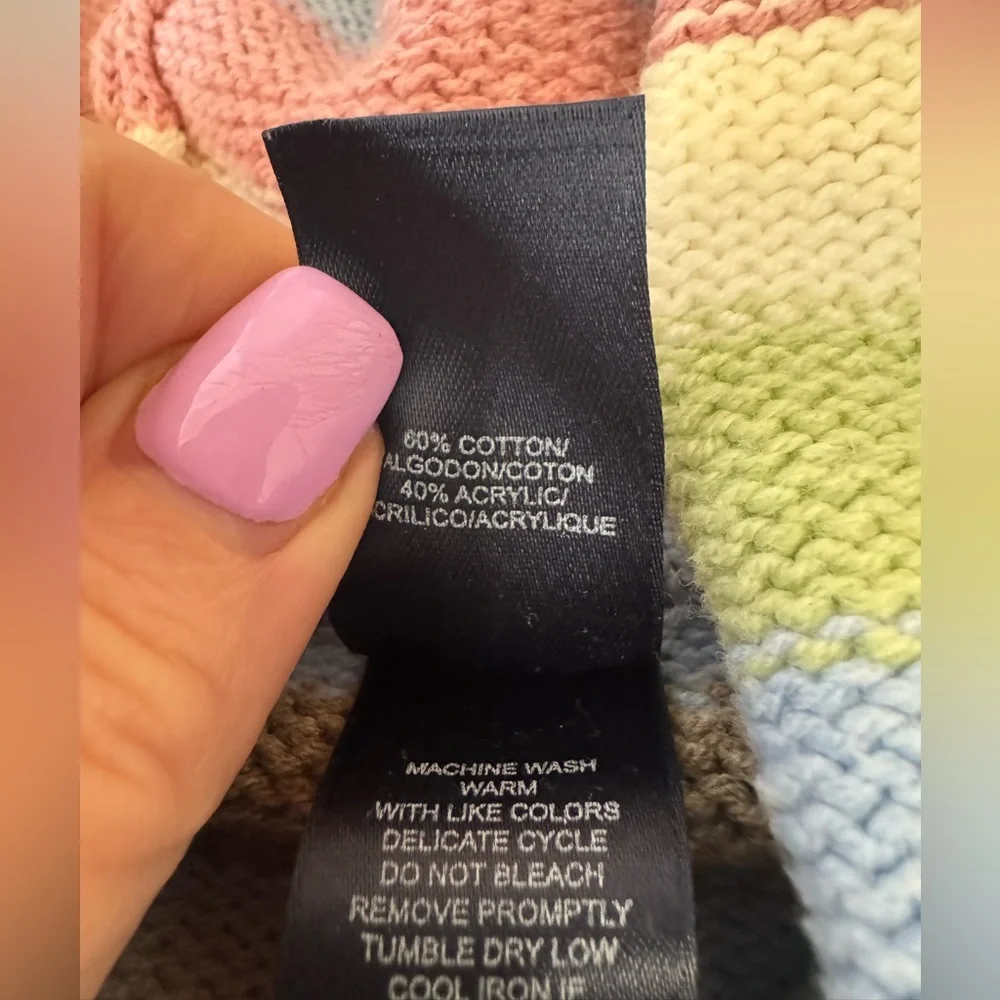 60% COTTON/
ALGODON/COTON
40% ACRYLIC/
CRILICO/ACRYLIQUE
MACHINE WASH
WARM
WITH LIKE COLORS
DELICATE CYCLE
DO NOT BLEACH
REMOVE PROMPTLY
TUMBLE DRY LOW
COOL IRON IF